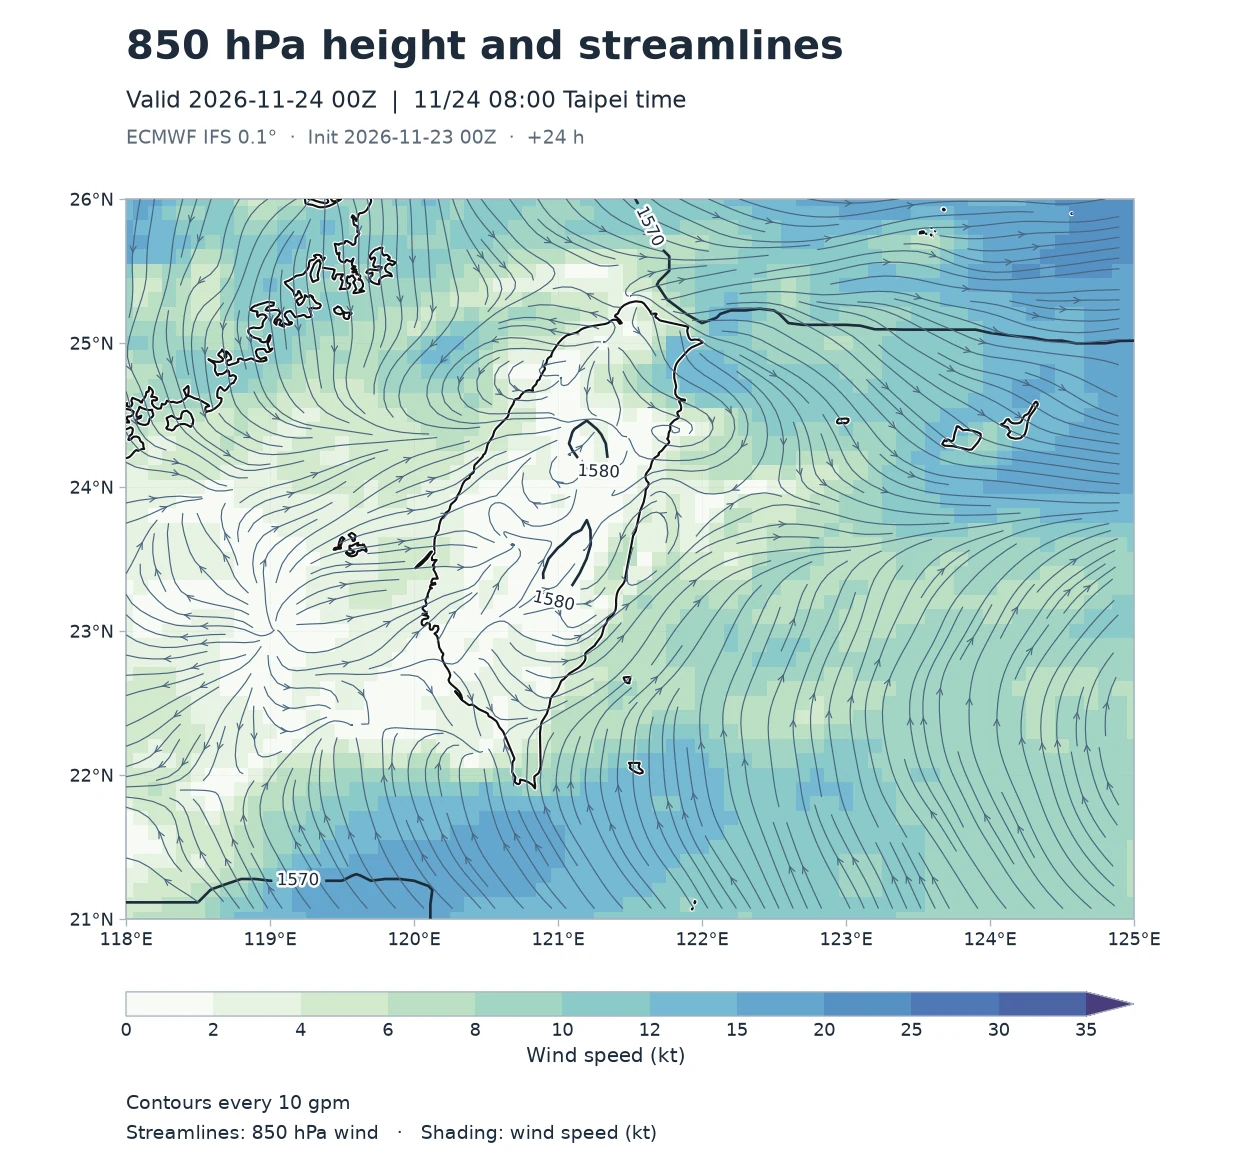 850 hPa height and streamlines
Valid 2026-11-24 00Z | 11/24 08:00 Taipei time
ECMWF IFS 0.1° · Init 2026-11-23 00Z · +24 h
26°N
1570
25°N
1580
24°N
1580
23°N
22°N
1570
21°N
118°E 119°E 120°E 121°E 122°E 123°E 124°E 125°E
0 2 4 6 8 10 12 15 20 25 30 35
Wind speed (kt)
Contours every 10 gpm
Streamlines: 850 hPa wind · Shading: wind speed (kt)